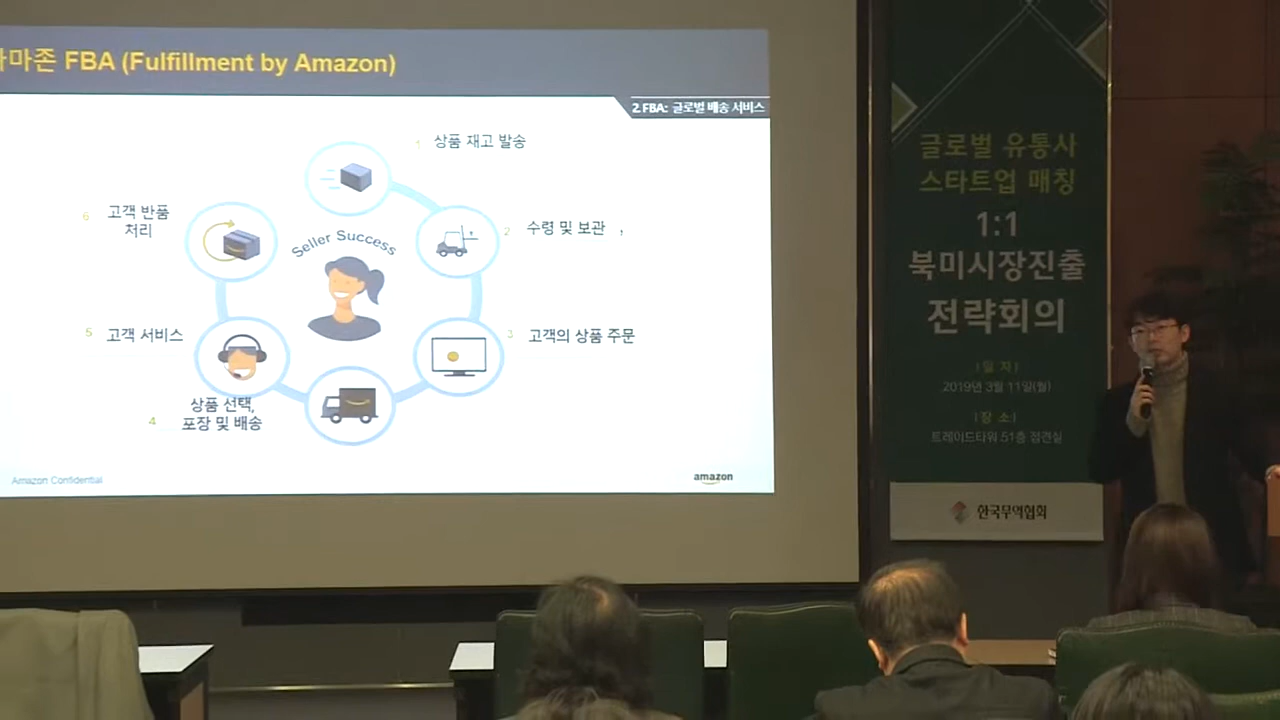 마존 FBA (Fulfillment by Amazon)
2.FBA: 글로벌 배송 서비스
1 상품 재고 발송
2 수령 및 보관 ,
3 고객의 상품 주문
4 상품 선택,
포장 및 배송
5 고객 서비스
6 고객 반품
처리
Seller Success
Amazon Confidential
amazon
글로벌 유통사
스타트업 매칭
1:1
북미시장진출
전략회의
|일 자|
2019년 3월 11일(월)
|장 소|
트레이드타워 51층
한국무역협회